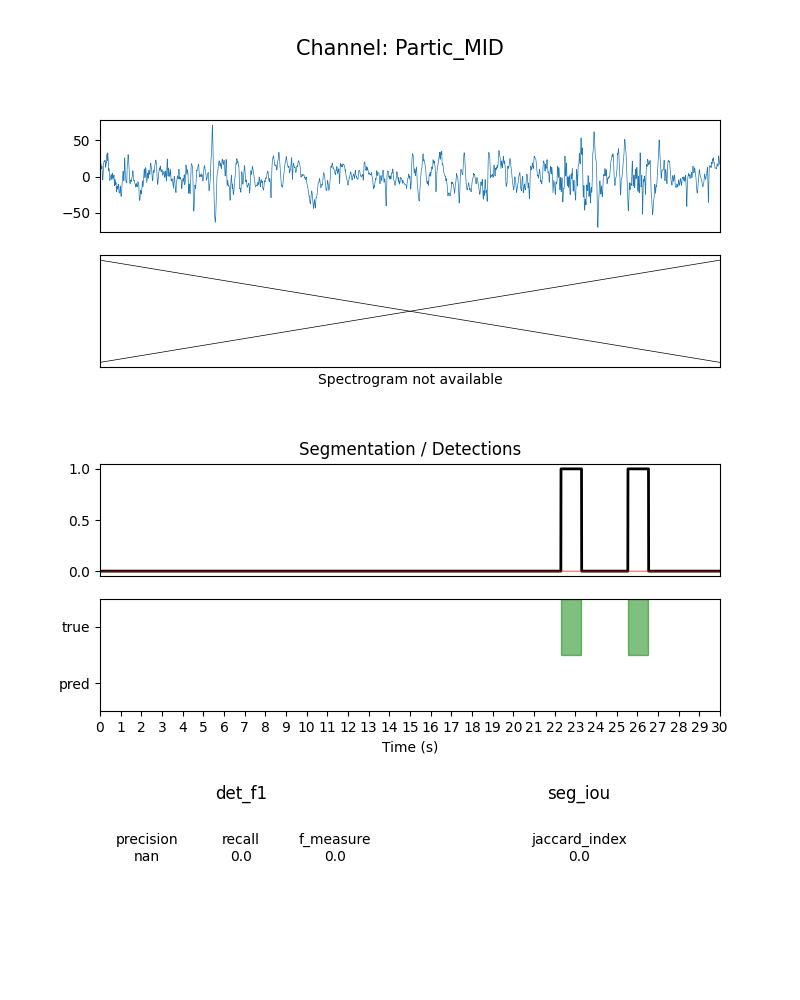 Channel: Partic_MID
50
0
−50
Spectrogram not available
Segmentation / Detections
1.0
0.5
0.0
true
pred
0 1 2 3 4 5 6 7 8 9 10 11 12 13 14 15 16 17 18 19 20 21 22 23 24 25 26 27 28 29 30
Time (s)
det_f1 seg_iou
precision recall f_measure jaccard_index
nan 0.0 0.0 0.0